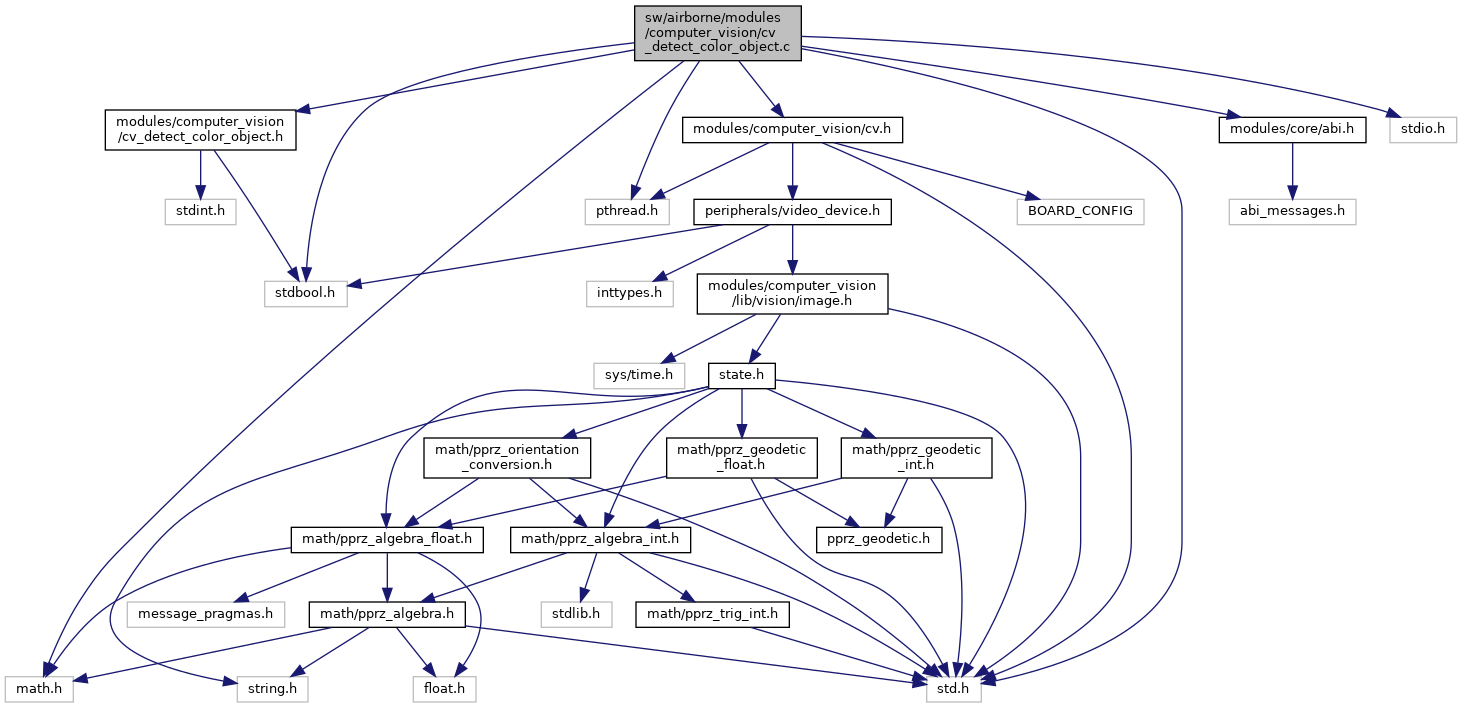 sw/airborne/modules
/computer_vision/cv
_detect_color_object.c
modules/computer_vision
/cv_detect_color_object.h
modules/computer_vision/cv.h
modules/core/abi.h
stdio.h
stdint.h
pthread.h
peripherals/video_device.h
BOARD_CONFIG
abi_messages.h
stdbool.h
inttypes.h
modules/computer_vision
/lib/vision/image.h
sys/time.h
state.h
math/pprz_orientation
_conversion.h
math/pprz_geodetic
_float.h
math/pprz_geodetic
_int.h
math/pprz_algebra_float.h
math/pprz_algebra_int.h
pprz_geodetic.h
message_pragmas.h
math/pprz_algebra.h
stdlib.h
math/pprz_trig_int.h
math.h
string.h
float.h
std.h